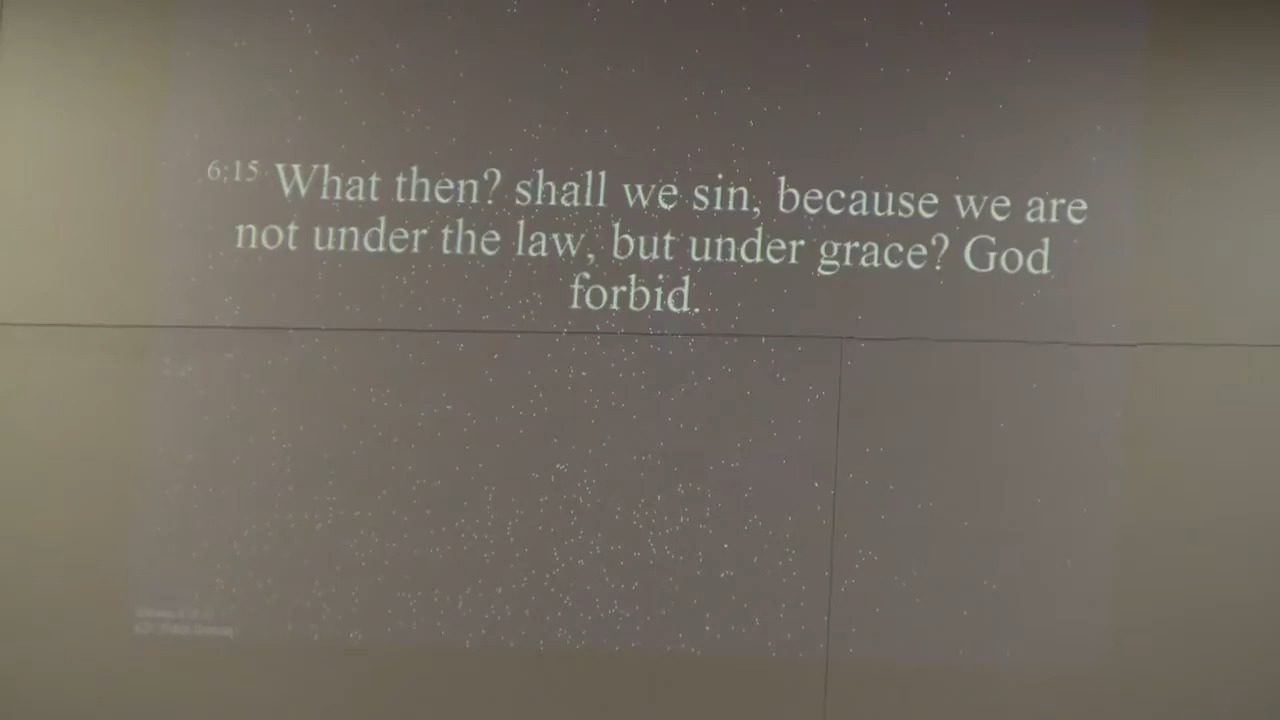 6:15 What then? shall we sin, because we are
not under the law, but under grace? God
forbid.